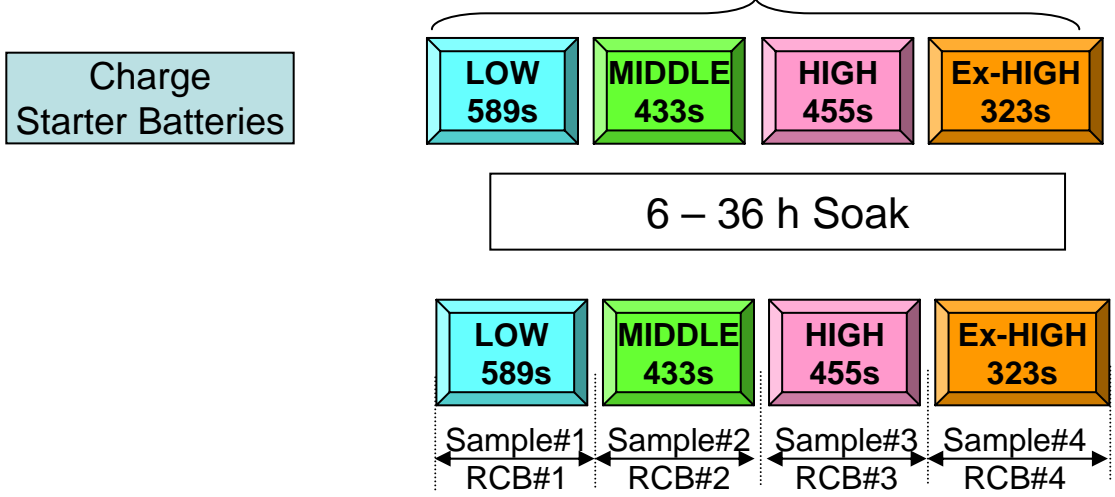 Charge
Starter Batteries
LOW
589s
MIDDLE
433s
HIGH
455s
Ex-HIGH
323s
6 – 36 h Soak
LOW
589s
MIDDLE
433s
HIGH
455s
Ex-HIGH
323s
Sample#1 Sample#2 Sample#3 Sample#4
RCB#1 RCB#2 RCB#3 RCB#4